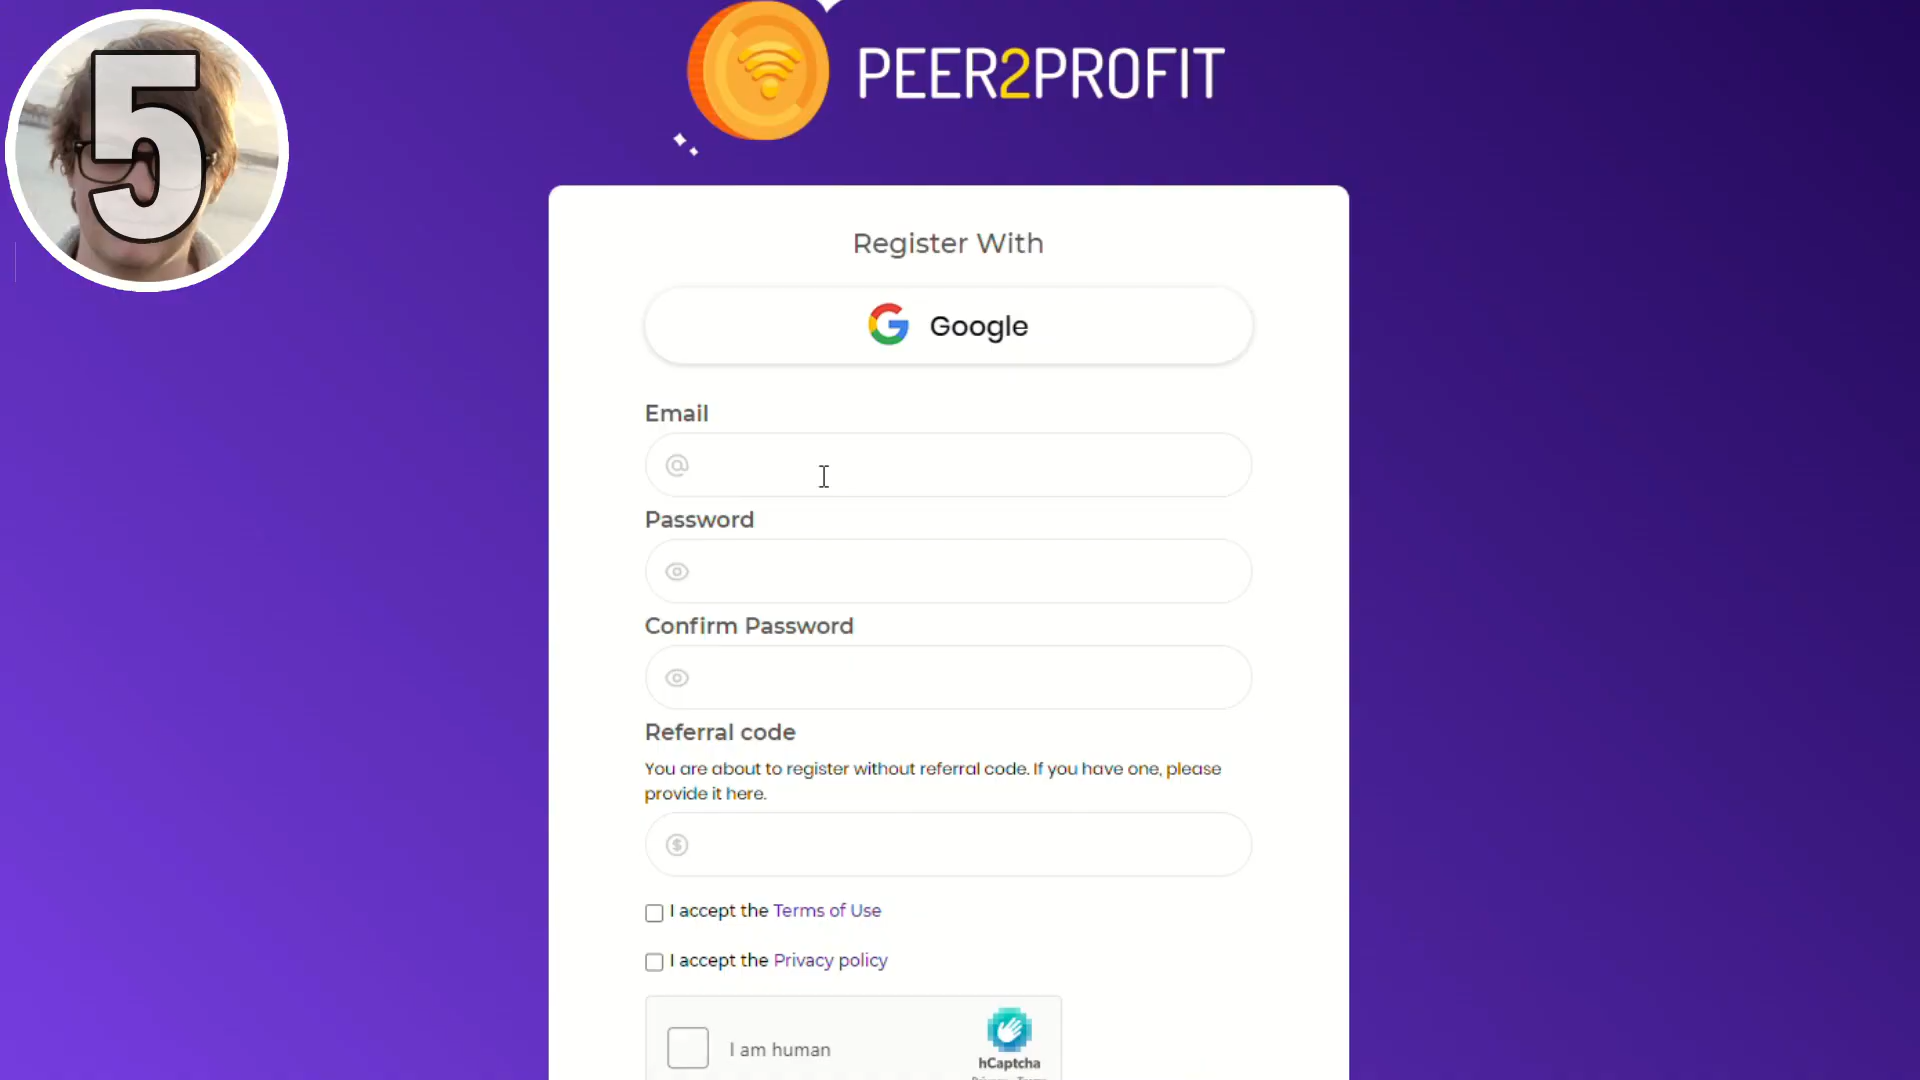 5
PEER2PROFIT
Register With
Google
Email
Password
Confirm Password
Referral code
You are about to register without referral code. If you have one, please
provide it here.
I accept the Terms of Use
I accept the Privacy policy
I am human
hCaptcha